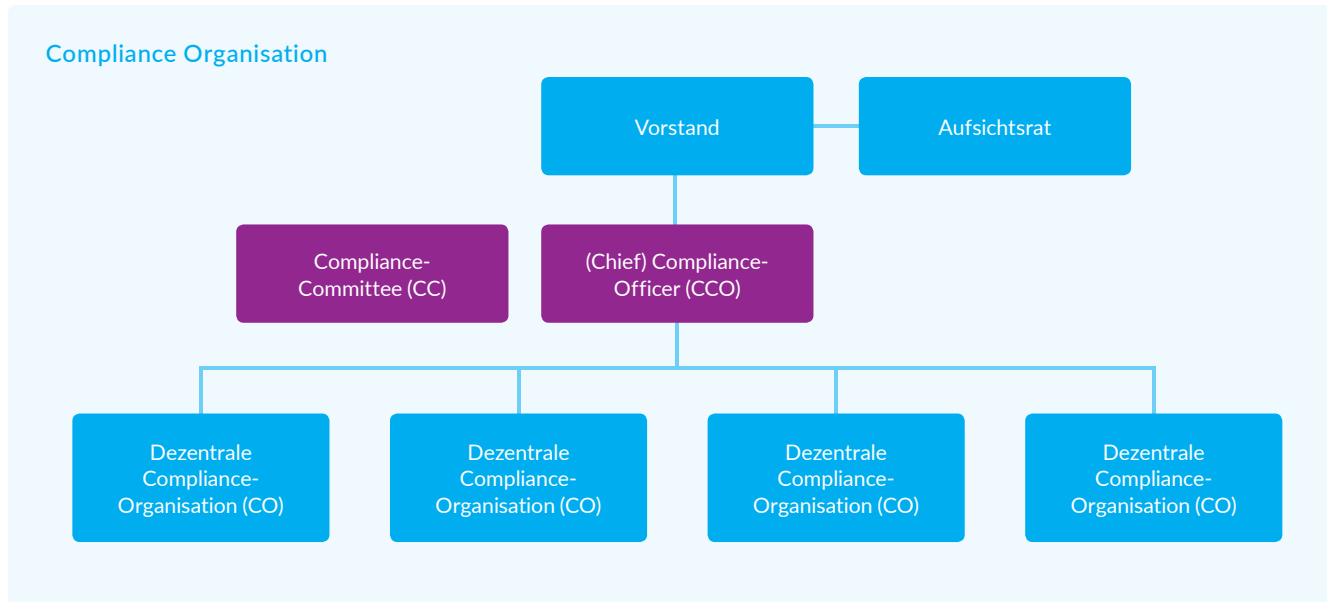 Compliance Organisation
Vorstand
Aufsichtsrat
Compliance-
Committee (CC)
(Chief) Compliance-
Officer (CCO)
Dezentrale
Compliance-
Organisation (CO)
Dezentrale
Compliance-
Organisation (CO)
Dezentrale
Compliance-
Organisation (CO)
Dezentrale
Compliance-
Organisation (CO)